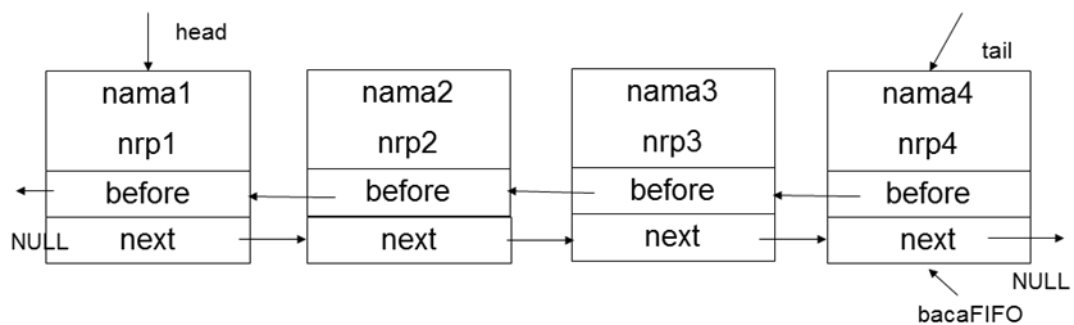 head
tail
nama1
nrp1
before
next
NULL
nama2
nrp2
before
next
nama3
nrp3
before
next
nama4
nrp4
before
next
NULL
bacaFIFO